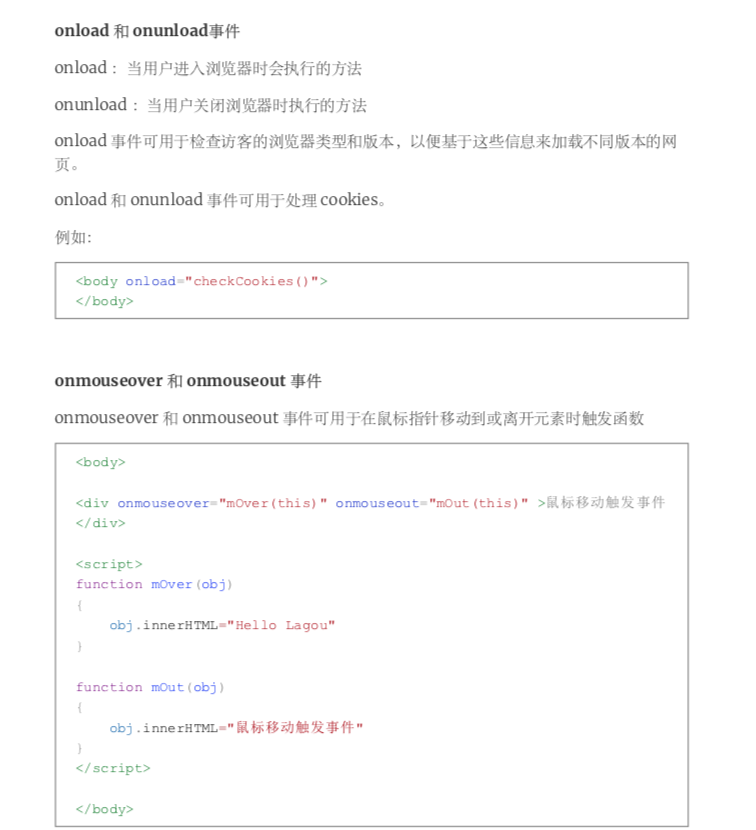 onload 和 onunload事件
onload ：当用户进入浏览器时会执行的方法
onunload ：当用户关闭浏览器时执行的方法
onload 事件可用于检查访客的浏览器类型和版本，以便基于这些信息来加载不同版本的网
页。
onload 和 onunload 事件可用于处理 cookies。
例如：
<body onload="checkCookies()">
</body>
onmouseover 和 onmouseout 事件
onmouseover 和 onmouseout 事件可用于在鼠标指针移动到或离开元素时触发函数
<body>
<div onmouseover="mOver(this)" onmouseout="mOut(this)" >鼠标移动触发事件
</div>
<script>
function mOver(obj)
{
obj.innerHTML="Hello Lagou"
}
function mOut(obj)
{
obj.innerHTML="鼠标移动触发事件"
}
</script>
</body>